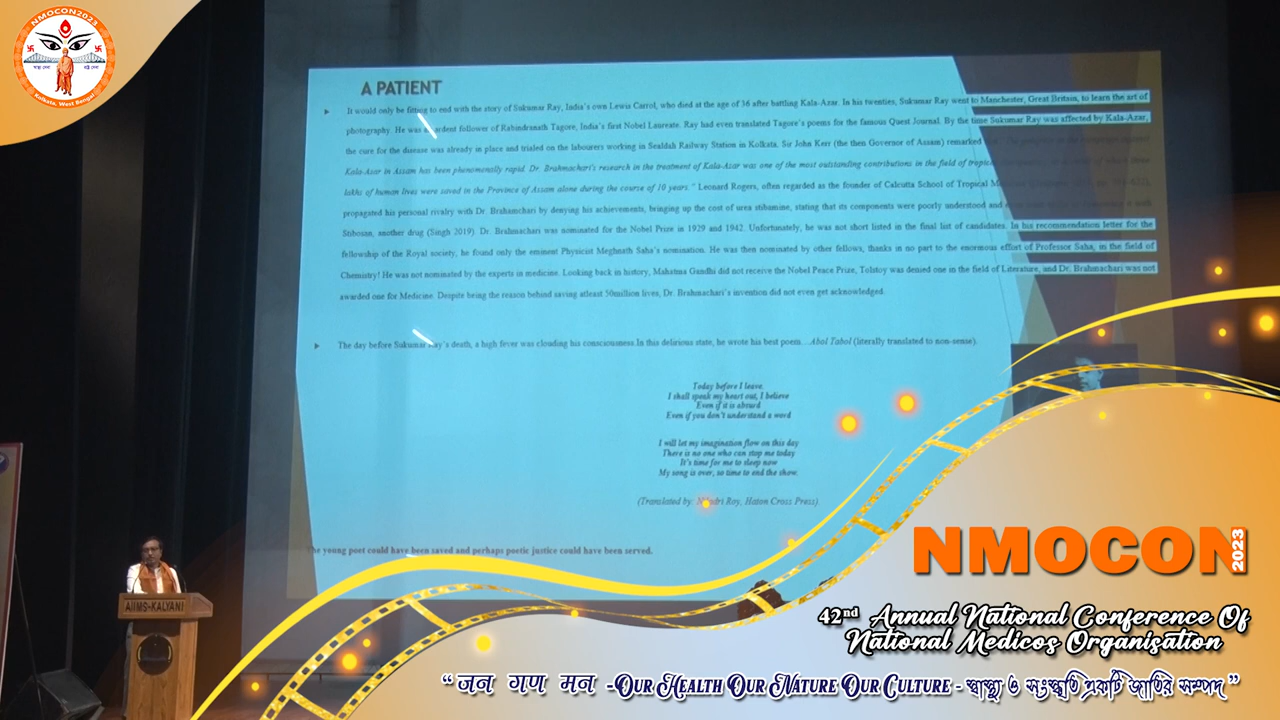 NMOCON2023
Kolkata, West Bengal
A PATIENT
It would only be fitting to end with the story of Sukumar Ray, India's own Lewis Carrol, who died at the age of 36 after battling Kala-Azar. In his twenties, Sukumar Ray went to Manchester, Great Britain, to learn the art of
photography. He was ardent follower of Rabindranath Tagore, India's first Nobel Laureate. Ray had even translated Tagore's poems for the famous Quest Journal. By the time Sukumar Ray was affected by Kala-Azar,
the cure for the disease was already in place and trialed on the labourers working in Sealdah Railway Station in Kolkata. Sir John Kerr (the then Governor of Assam) remarked
Kala-Azar in Assam has been phenomenally rapid. Dr. Brahmachari's research in the treatment of Kala-Azar was one of the most outstanding contributions in the field of
lakhs of human lives were saved in the Province of Assam alone during the course of 10 years." Leonard Rogers, often regarded as the founder of Calcutta School of Tropical
propagated his personal rivalry with Dr. Brahamchari by denying his achievements, bringing up the cost of urea stibamine, stating that its components were poorly understood and
Stibosan, another drug (Singh 2019). Dr. Brahmachari was nominated for the Nobel Prize in 1929 and 1942. Unfortunately, he was not short listed in the final list of candidates. In his recommendation letter for the
fellowship of the Royal society, he found only the eminent Physicist Meghnath Saha's nomination. He was then nominated by other fellows, thanks in no part to the enormous effort of Professor Saha, in the field of
Chemistry! He was not nominated by the experts in medicine. Looking back in history, Mahatma Gandhi did not receive the Nobel Peace Prize, Tolstoy was denied one in the field of Literature, and Dr. Brahmachari was not
awarded one for Medicine. Despite being the reason behind saving atleast 50million lives, Dr. Brahmachari's invention did not even get acknowledged.
The day before Sukumar Ray's death, a high fever was clouding his consciousness.In this delirious state, he wrote his best poem....Abol Tabol (literally translated to non-sense).
Today before I leave,
I shall speak my heart out, I believe
Even if it is absurd
Even if you don't understand a word
I will let my imagination flow on this day
There is no one who can stop me today
It's time for me to sleep now
My song is over, so time to end the show.
(Translated by: Roy, Haton Cross Press)
The young poet could have been saved and perhaps poetic justice could have been served.
AIIMS-KALYANI
NMOCON 2023
42nd Annual National Conference Of
National Medicos Organisation
“ जन गण मन -Our Health Our Nature Our Culture - স্বাস্থ্য ও সংস্কৃতি একটি জাতির সম্পদ ”